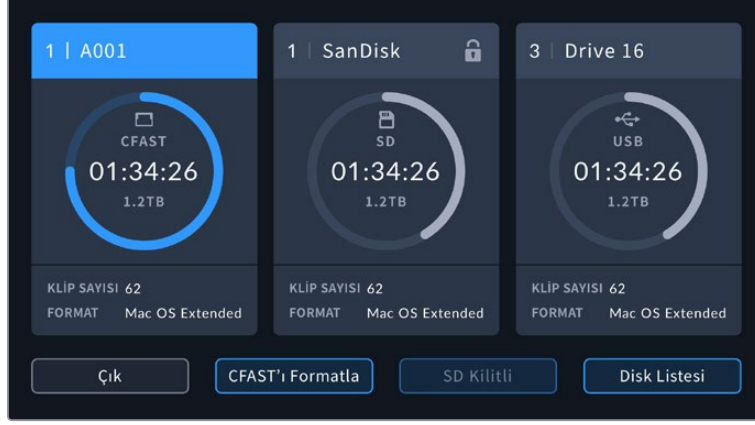 1 | A001
CFAST
01:34:26
1.2TB
KLİP SAYISI 62
FORMAT Mac OS Extended
1 | SanDisk
SD
01:34:26
1.2TB
KLİP SAYISI 62
FORMAT Mac OS Extended
3 | Drive 16
USB
01:34:26
1.2TB
KLİP SAYISI 62
FORMAT Mac OS Extended
Çık
CFAST'ı Formatla
SD Kilitli
Disk Listesi